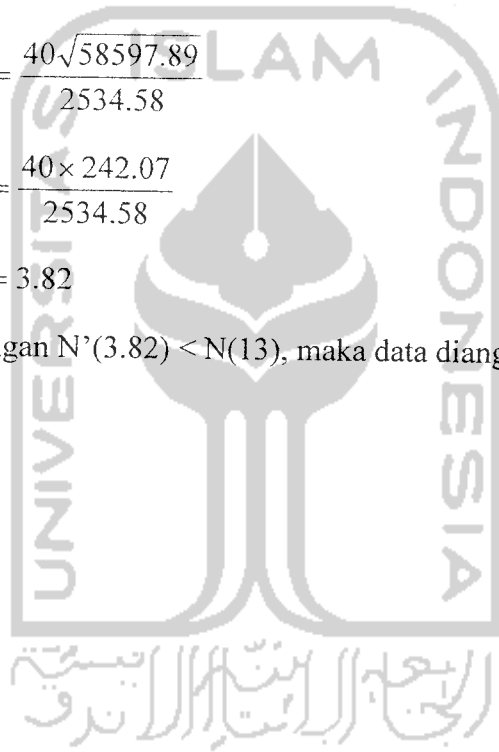 = 40√58597.89 / 2534.58
= 40 × 242.07 / 2534.58
= 3.82
gan N'(3.82) < N(13), maka data diang
ISLAM
UNIVERSITAS
INDONESIA